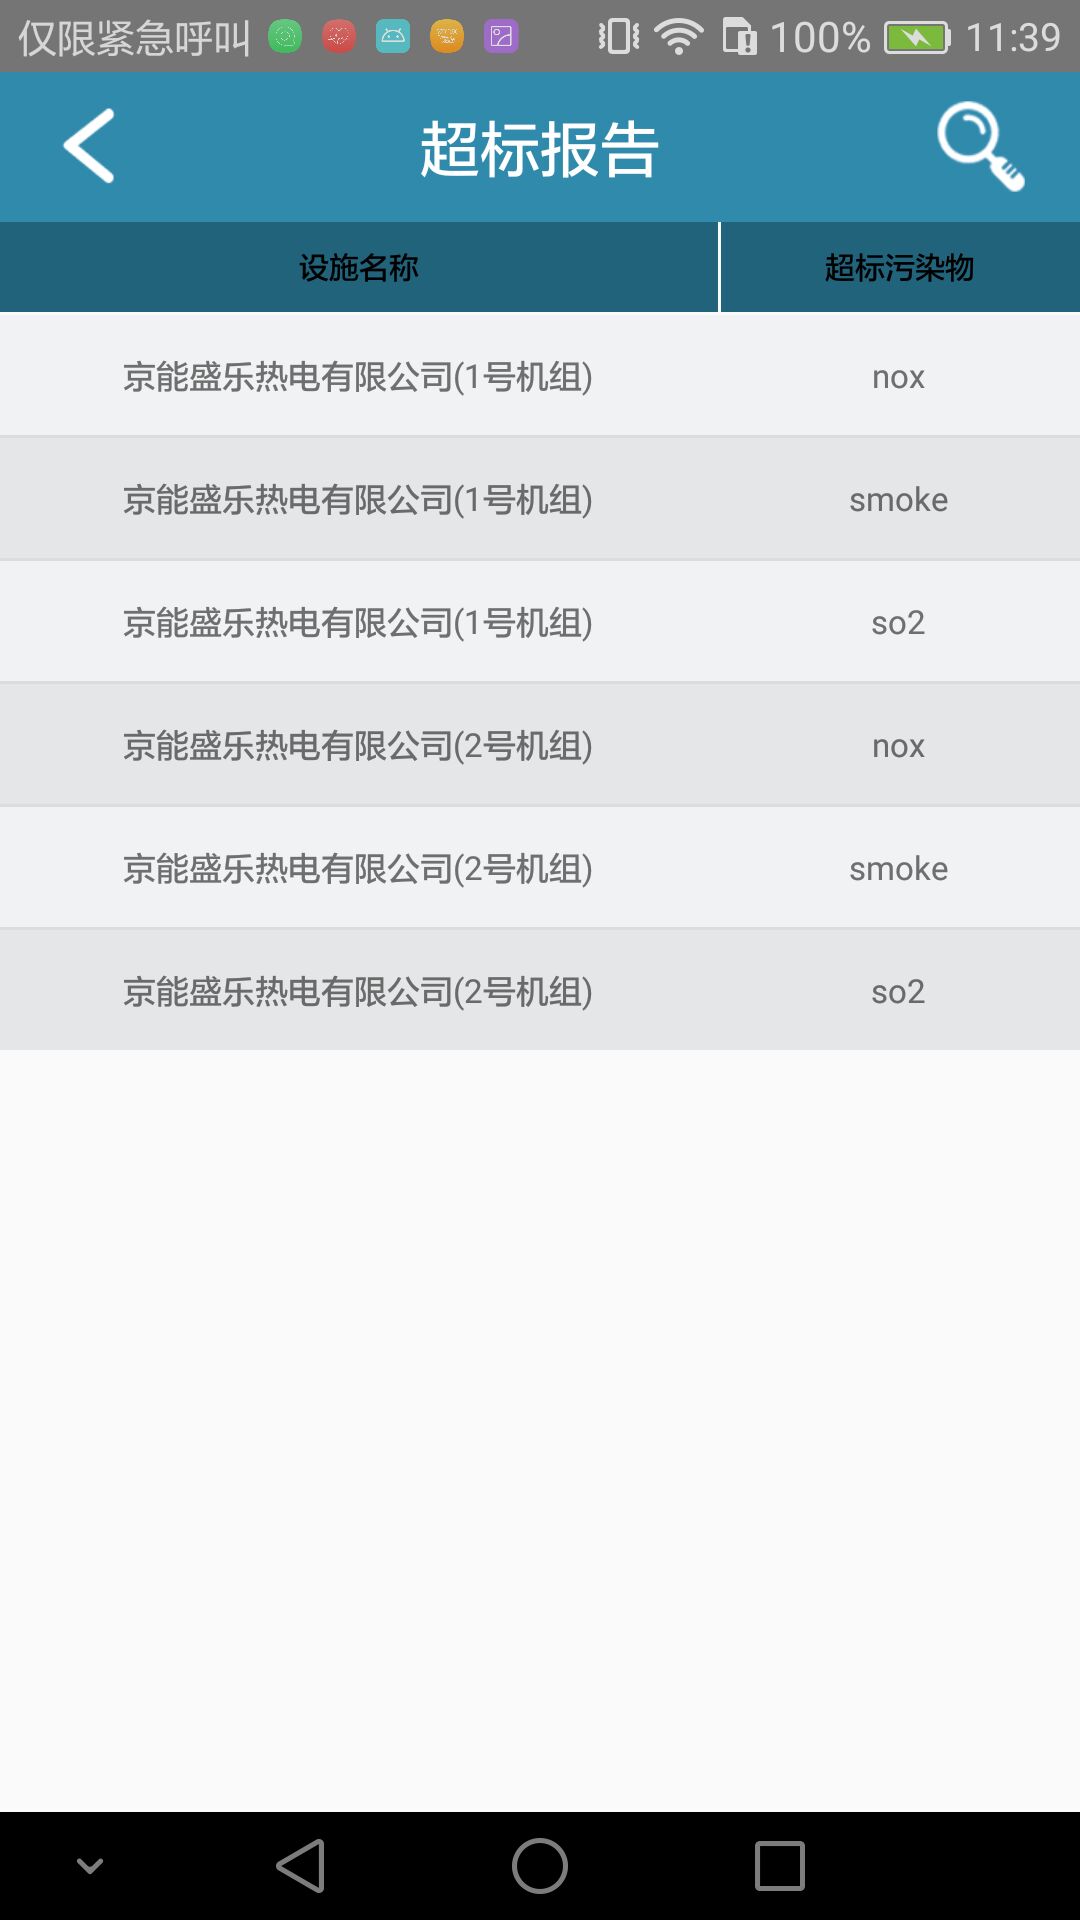 仅限紧急呼叫 100% 11:39
超标报告
设施名称 超标污染物
京能盛乐热电有限公司(1号机组) nox
京能盛乐热电有限公司(1号机组) smoke
京能盛乐热电有限公司(1号机组) so2
京能盛乐热电有限公司(2号机组) nox
京能盛乐热电有限公司(2号机组) smoke
京能盛乐热电有限公司(2号机组) so2